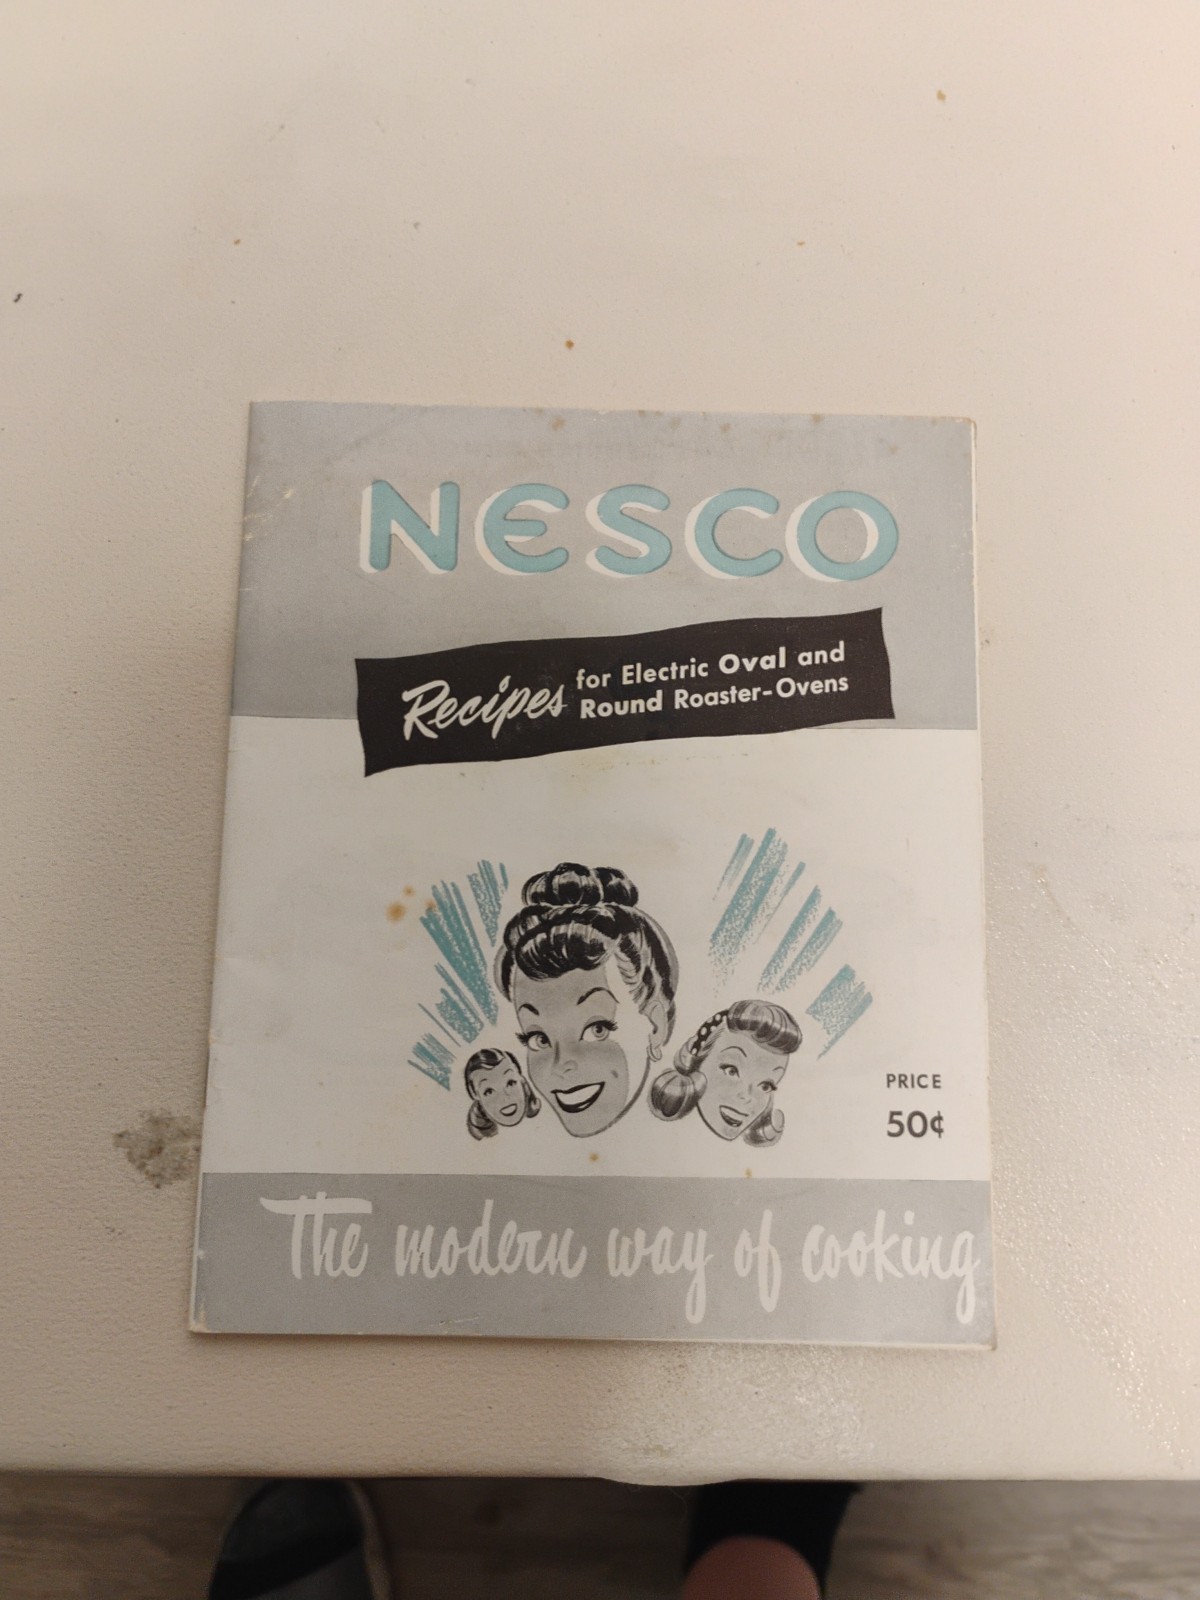 NESCO
Recipes for Electric Oval and
Round Roaster-Ovens
PRICE
50¢
The modern way of cooking